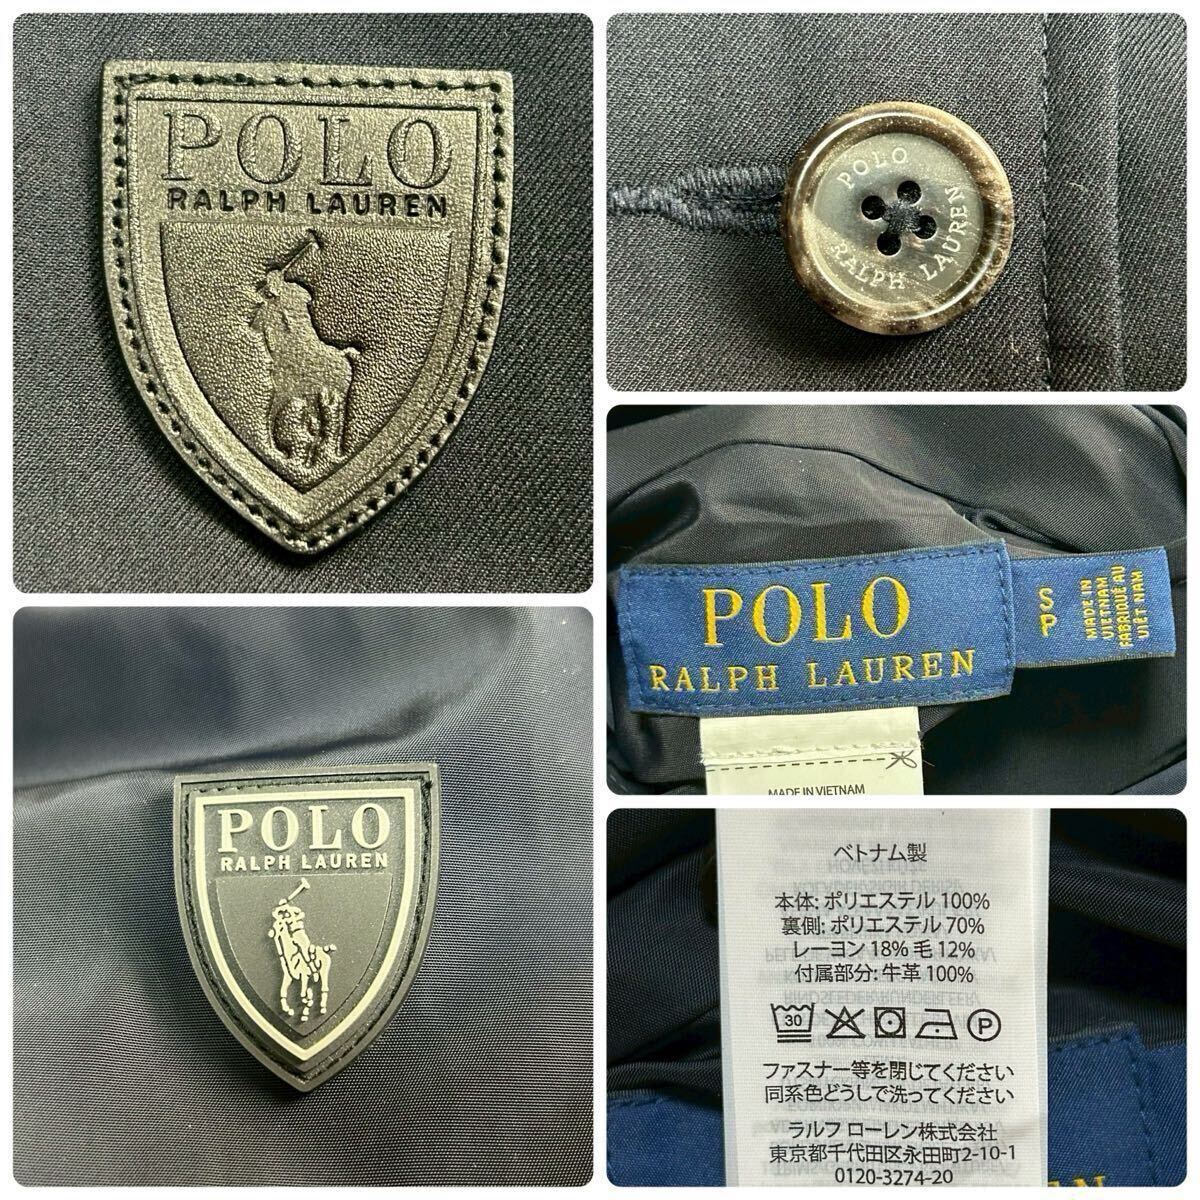 POLO
RALPH LAUREN
POLO
RALPH LAUREN
POLO
RALPH LAUREN
S
P
MADE IN
VIETNAM
FABRIQUÉ AU
VIÊT NAM
MADE IN VIETNAM
POLO
RALPH LAUREN
ベトナム製
本体: ポリエステル 100%
裏側: ポリエステル 70%
レーヨン 18% 毛 12%
付属部分: 牛革 100%
30
P
ファスナー等を閉じてください
同系色どうしで洗ってください
ラルフ ローレン株式会社
東京都千代田区永田町2-10-1
0120-3274-20
EN